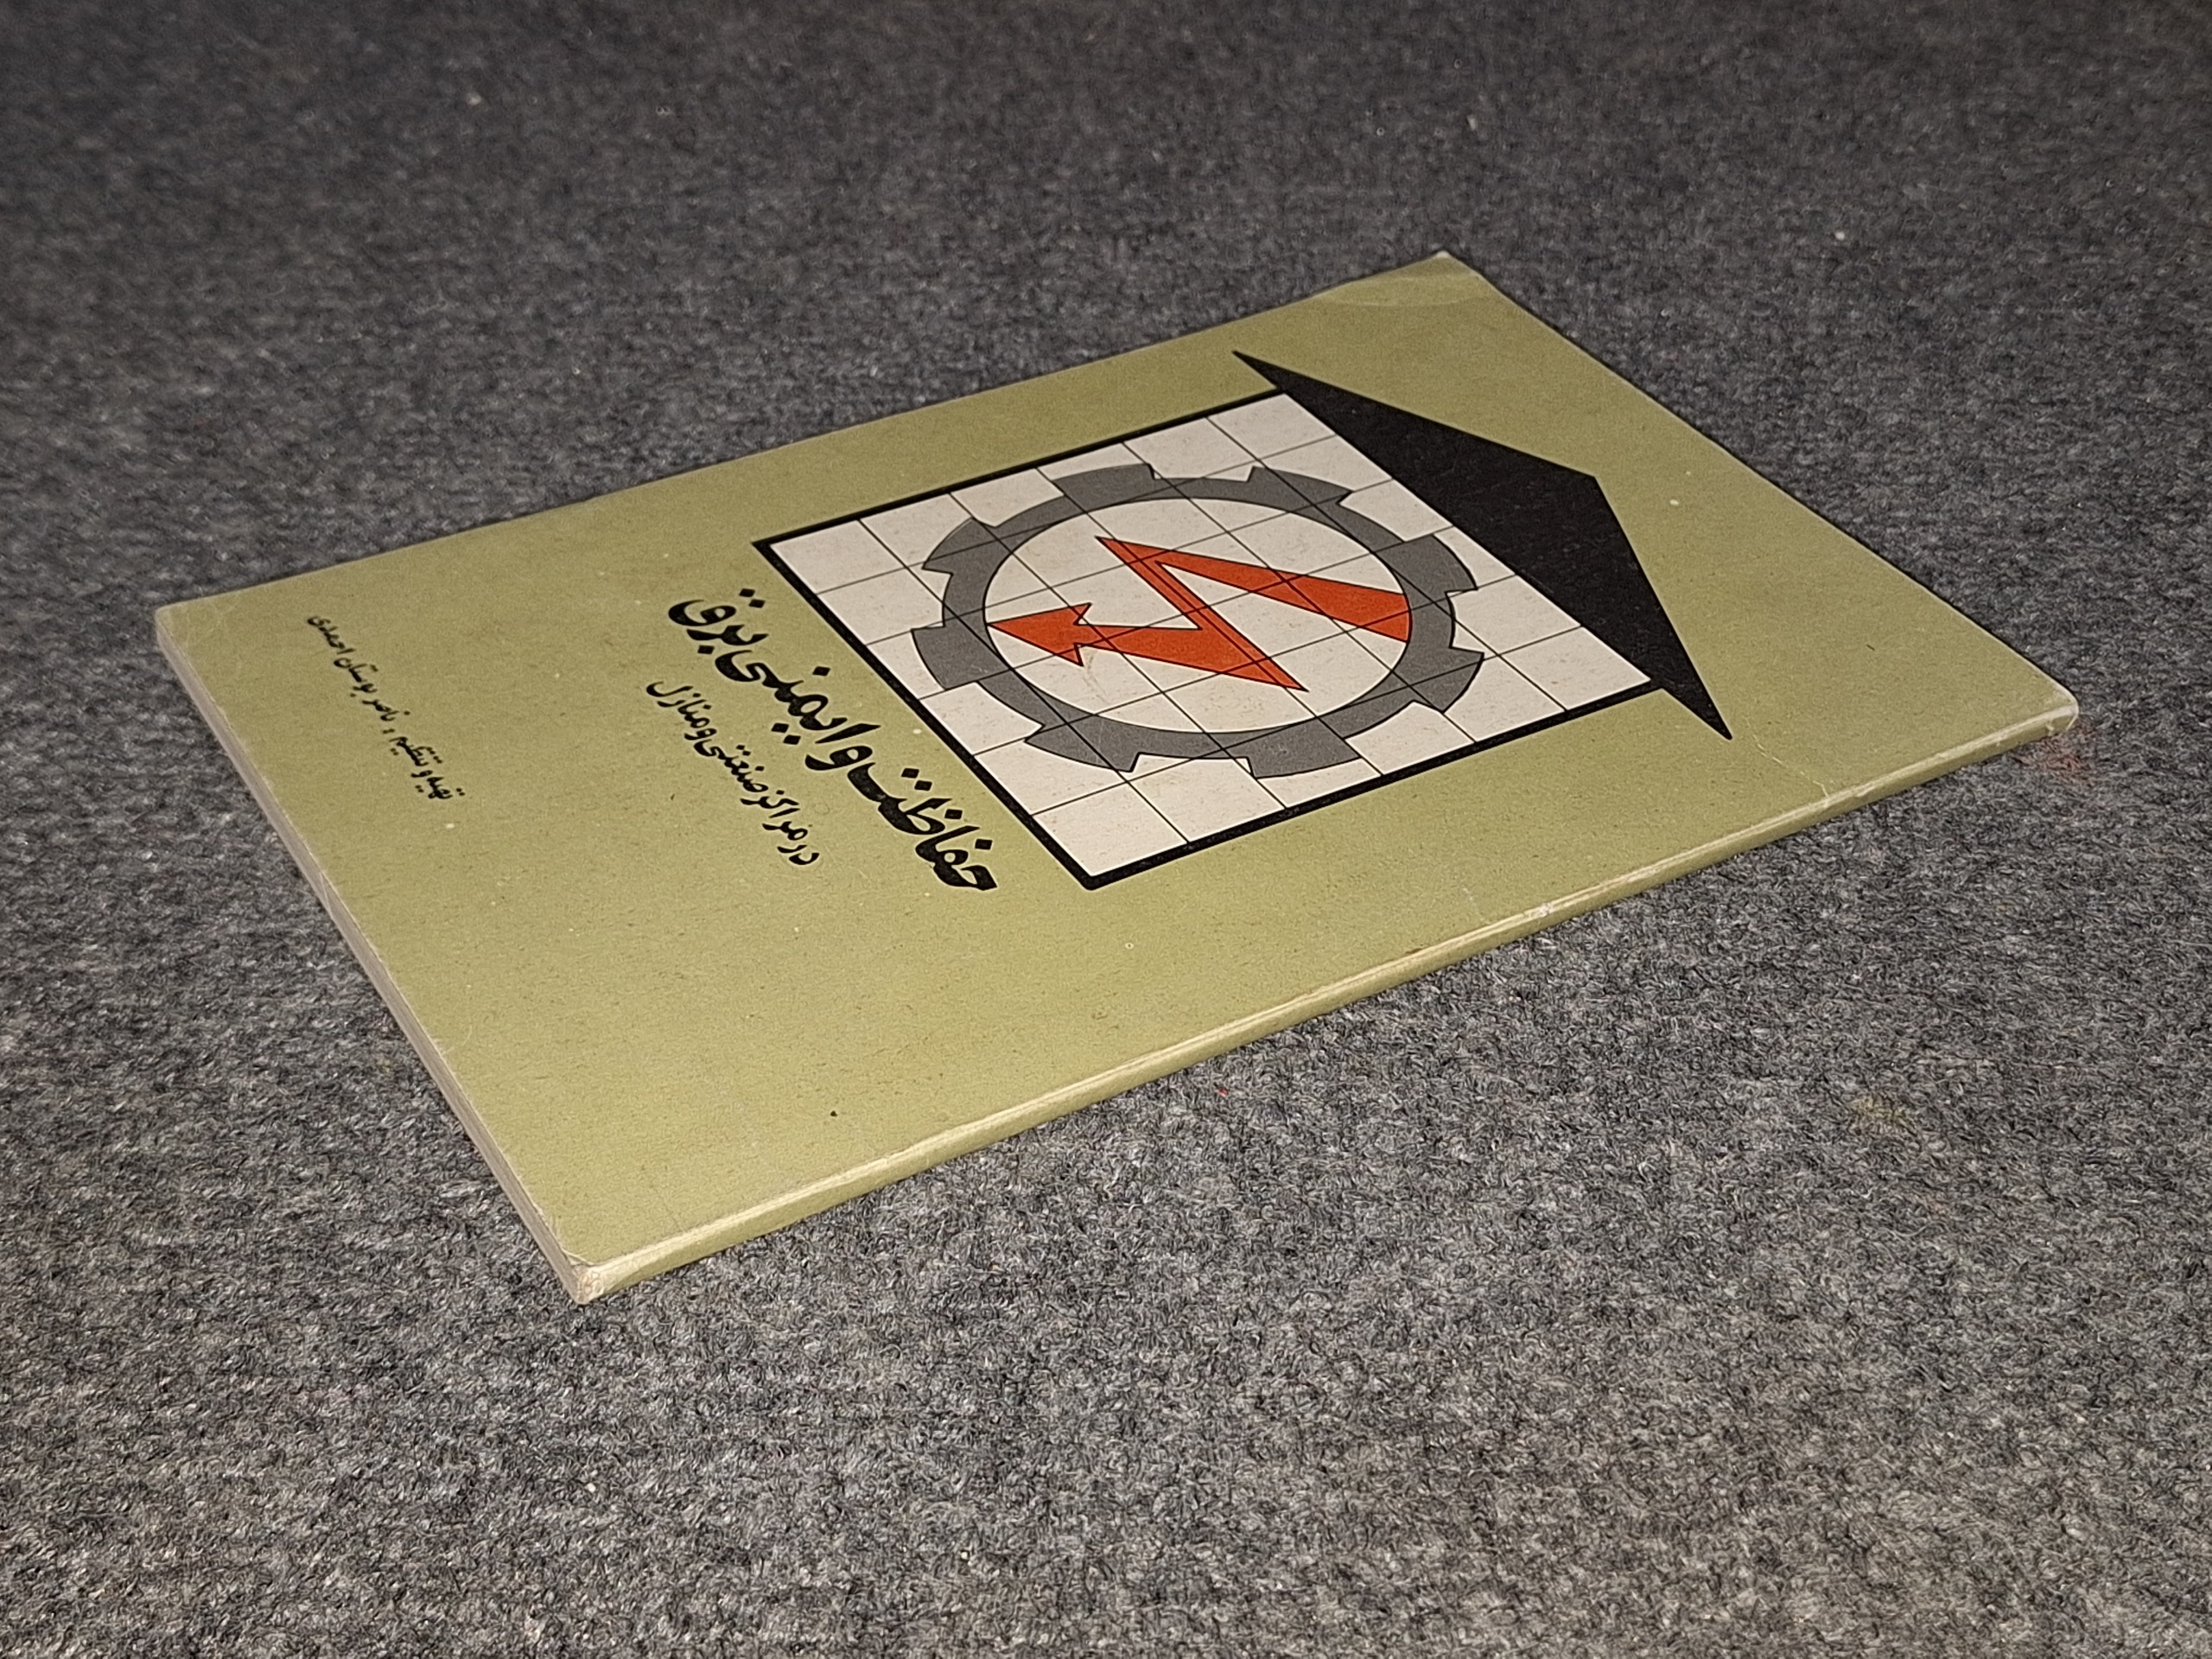 حفاظت و ایمنی برق
در مراکز صنعتی و منازل
تهیه و تنظیم : ناصر بوستان احمدی